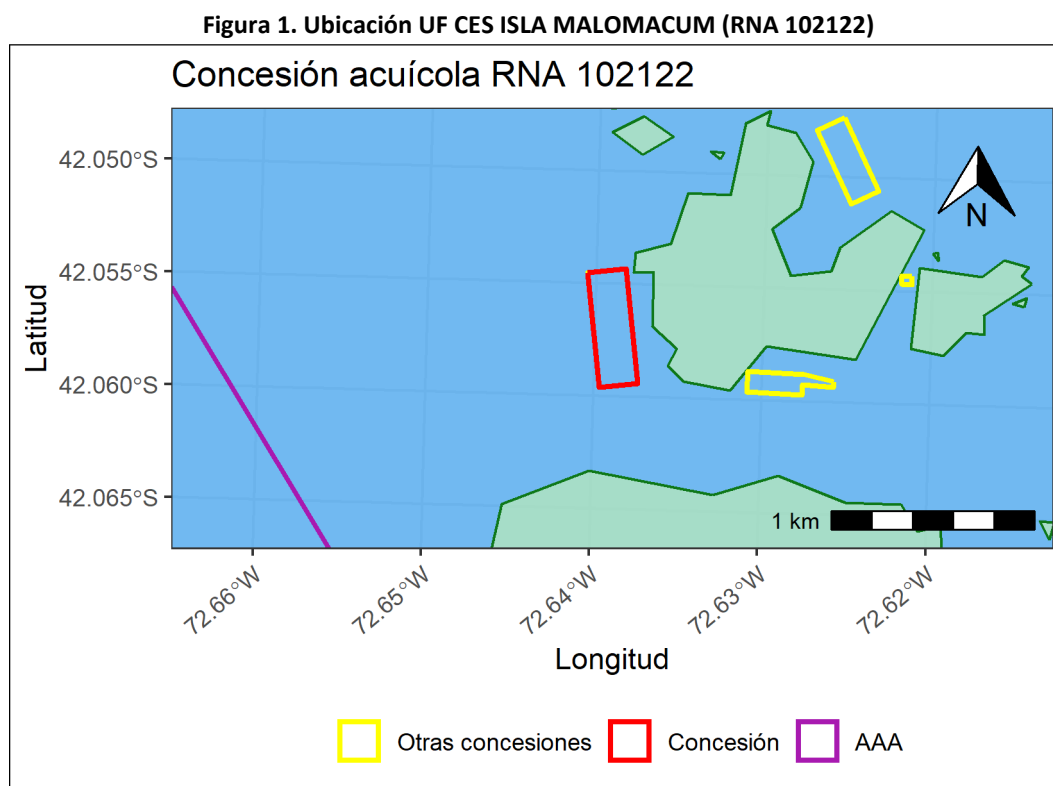 Figura 1. Ubicación UF CES ISLA MALOMACUM (RNA 102122)
Concesión acuícola RNA 102122
42.050°S
42.055°S
42.060°S
42.065°S
Latitud
N
1 km
72.66°W
72.65°W
72.64°W
72.63°W
72.62°W
Longitud
Otras concesiones
Concesión
AAA